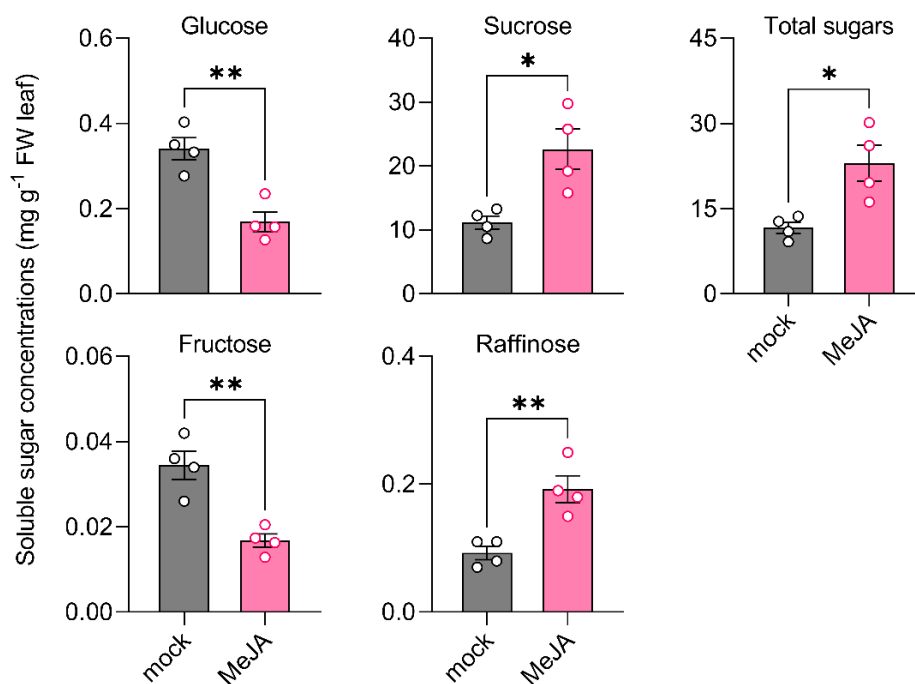 Soluble sugar concentrations (mg g⁻¹ FW leaf)
Glucose
0.6
0.4
0.2
0.0
**
Sucrose
40
30
20
10
0
*
Total sugars
45
30
15
0
*
mock
MeJA
Fructose
0.06
0.04
0.02
0.00
**
mock
MeJA
Raffinose
0.4
0.2
0.0
**
mock
MeJA